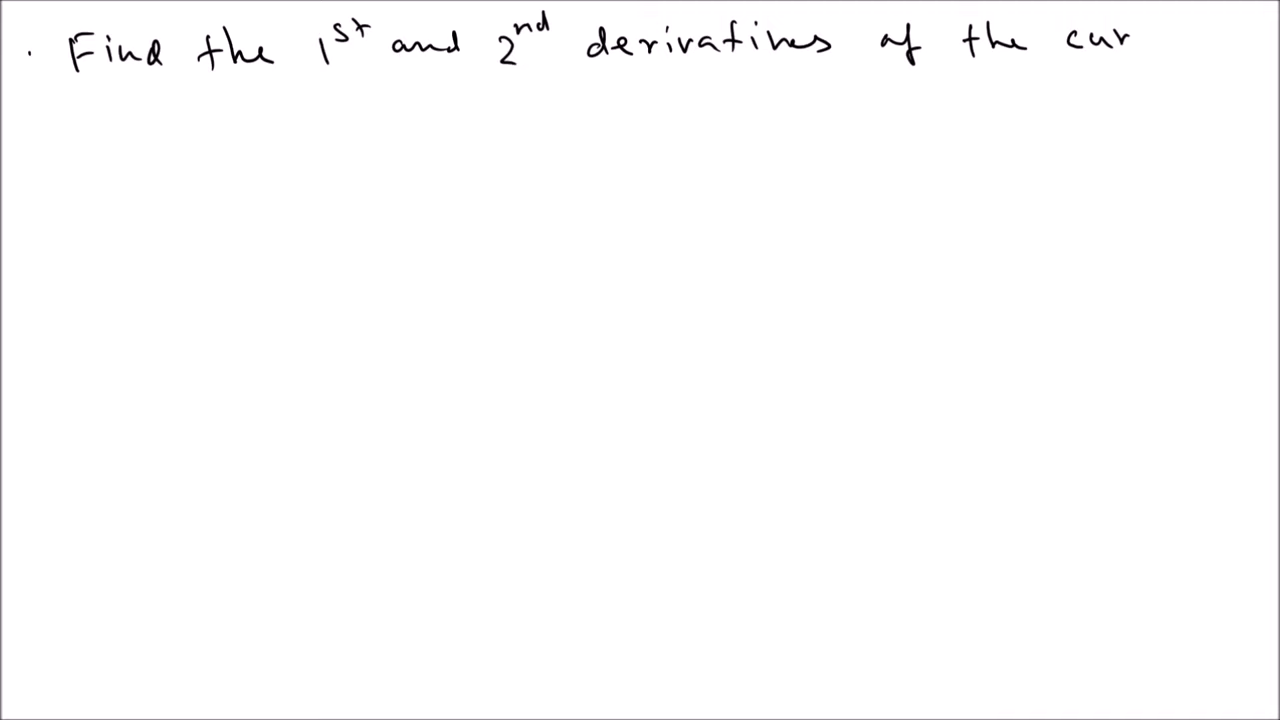 . Find the 1st and 2nd derivatives of the cur